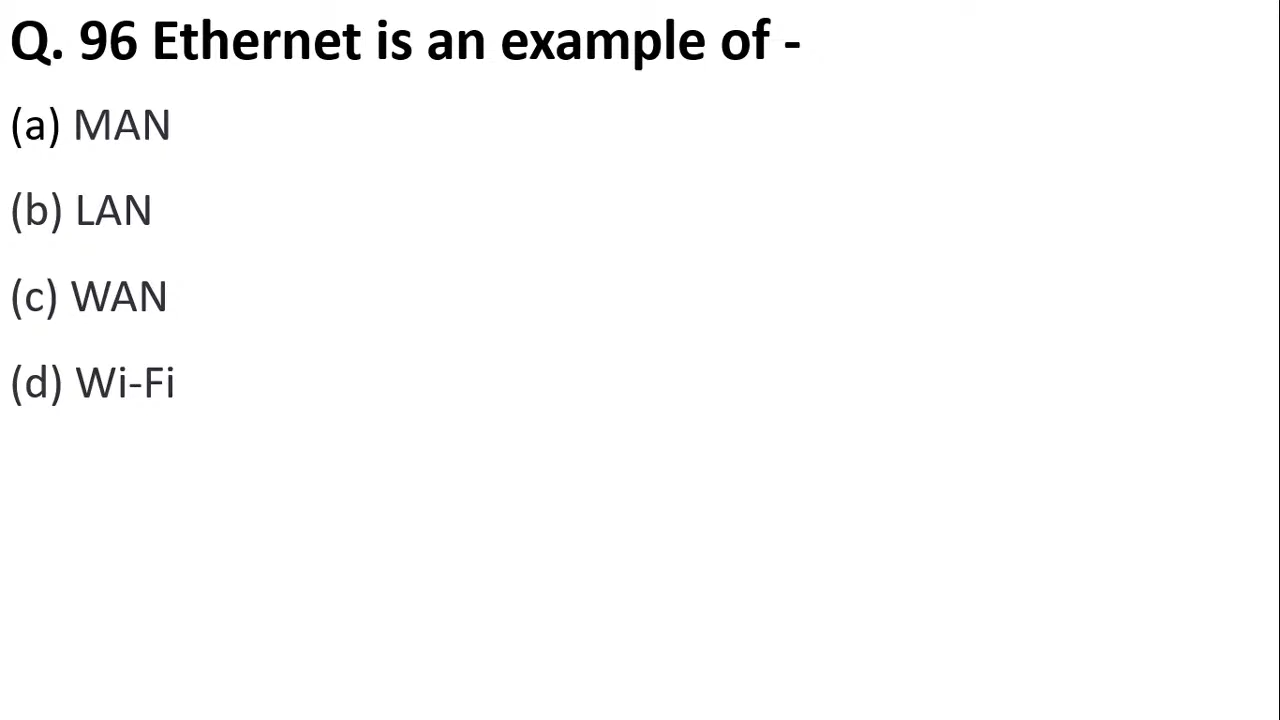 Q. 96 Ethernet is an example of -
(a) MAN
(b) LAN
(c) WAN
(d) Wi-Fi